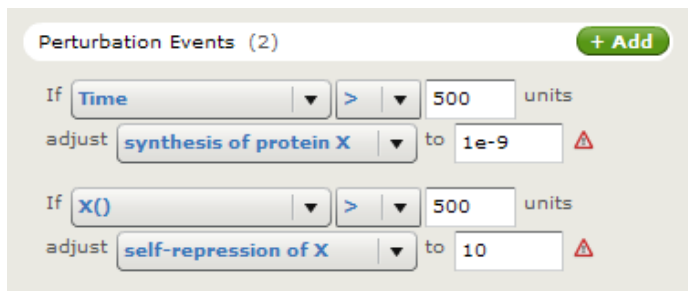 Perturbation Events (2) + Add
If Time > 500 units
adjust synthesis of protein X to 1e-9
If X() > 500 units
adjust self-repression of X to 10